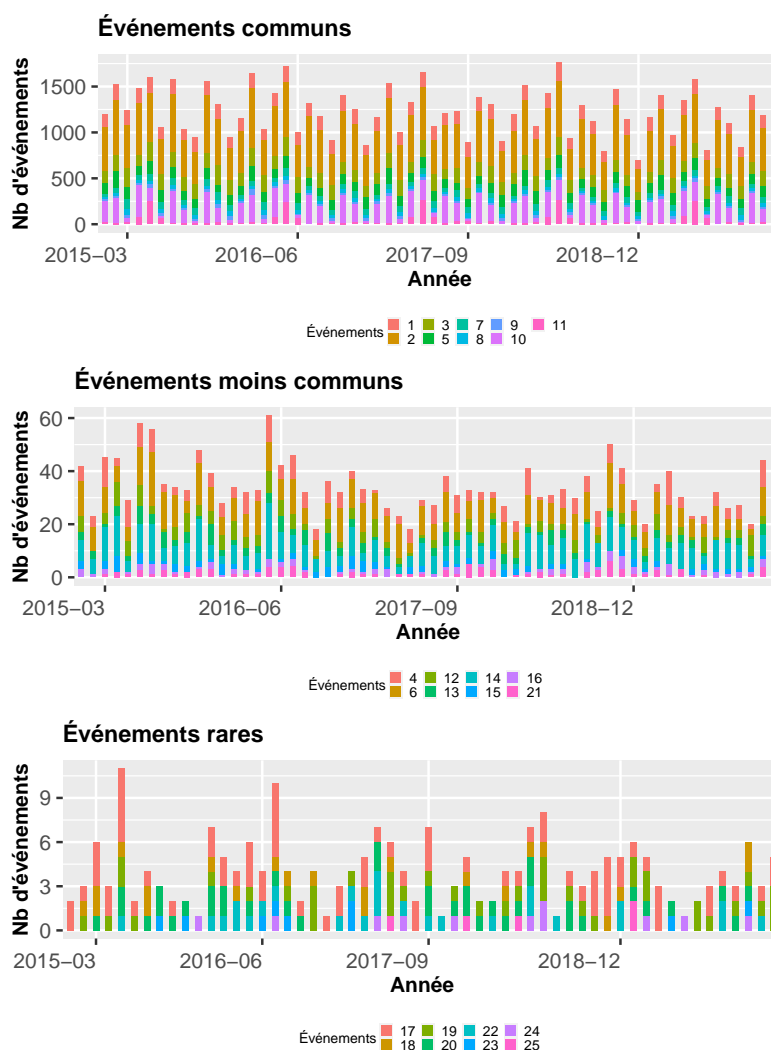 Événements communs
Nb d'événements
1500
1000
500
0
2015−03
2016−06
2017−09
2018−12
Année
Événements
1 3 7 9 11
2 5 8 10
Événements moins communs
Nb d'événements
60
40
20
0
2015−03
2016−06
2017−09
2018−12
Année
Événements
4 12 14 16
6 13 15 21
Événements rares
Nb d'événements
9
6
3
0
2015−03
2016−06
2017−09
2018−12
Année
Événements
17 19 22 24
18 20 23 25